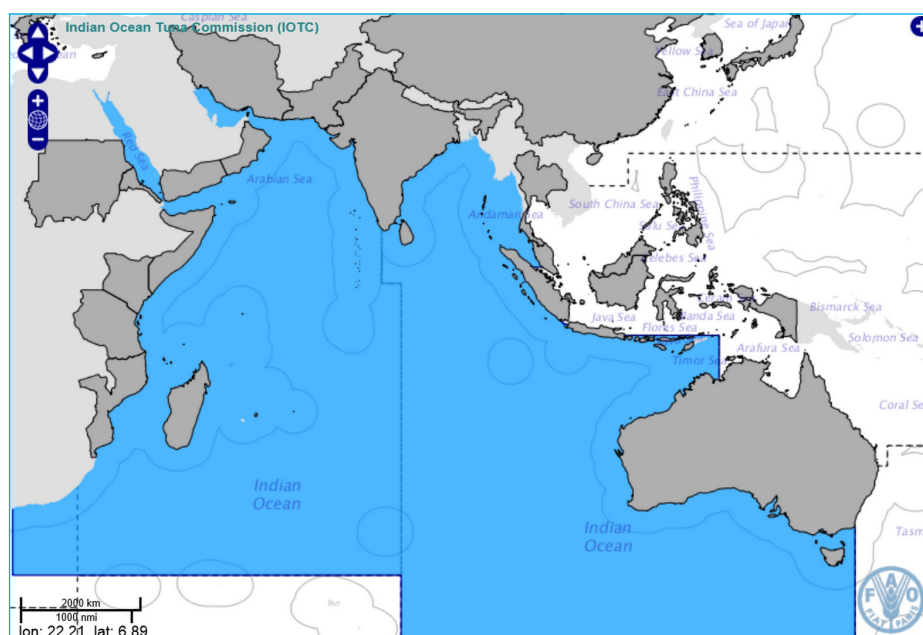 Caspian Sea
Sea of Japan
Indian Ocean Tuna Commission (IOTC)
Yellow Sea
East China Sea
Red Sea
Arabian Sea
South China Sea
Philippine Sea
Andaman Sea
Sulu Sea
Celebes Sea
Bismarck Sea
Java Sea
Banda Sea
Flores Sea
Solomon Sea
Arafura Sea
Timor Sea
Coral Se
Indian
Ocean
Indian
Ocean
Tasm
2000 km
1000 nmi
lon: 22.21, lat: 6.89
F A O
FIAT PANIS